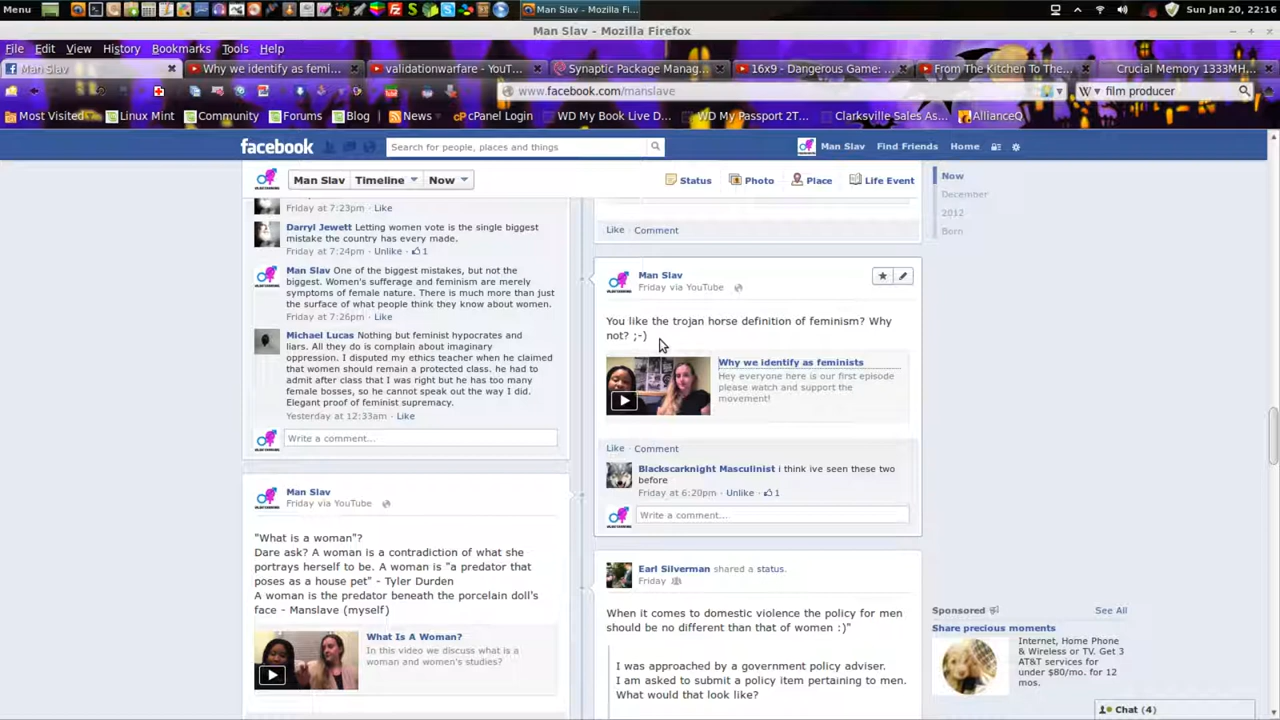 Menu
Man Slav - Mozilla Fi...
Sun Jan 20, 22:16
Man Slav - Mozilla Firefox
File Edit View History Bookmarks Tools Help
Man Slav
Why we identify as femi...
validationwarfare - YouT...
Synaptic Package Manag...
16x9 - Dangerous Game: ...
From The Kitchen To The ...
Crucial Memory 1333MH...
www.facebook.com/manslave
film producer
Most Visited
Linux Mint
Community
Forums
Blog
News
cPanel Login
WD My Book Live D...
WD My Passport 2T...
Clarksville Sales As...
AllianceQ
facebook
Search for people, places and things
Man Slav Find Friends Home
Man Slav Timeline Now
Status Photo Place Life Event
Now
December
2012
Born
Friday at 7:23pm · Like
Darryl Jewett Letting women vote is the single biggest
mistake the country has every made.
Friday at 7:24pm · Unlike · 1
Man Slav One of the biggest mistakes, but not the
biggest. Women's sufferage and feminism are merely
symptoms of female nature. There is much more than just
the surface of what people think they know about women.
Friday at 7:26pm · Like
Michael Lucas Nothing but feminist hypocrates and
liars. All they do is complain about imaginary
oppression. I disputed my ethics teacher when he claimed
that women should remain a protected class. he had to
admit after class that I was right but he has too many
female bosses, so he cannot speak out the way I did.
Elegant proof of feminist supremacy.
Yesterday at 12:33am · Like
Write a comment...
Man Slav
Friday via YouTube
"What is a woman"?
Dare ask? A woman is a contradiction of what she
portrays herself to be. A woman is "a predator that
poses as a house pet" - Tyler Durden
A woman is the predator beneath the porcelain doll's
face - Manslave (myself)
What Is A Woman?
In this video we discuss what is a
woman and women's studies?
Like · Comment
Man Slav
Friday via YouTube ·
You like the trojan horse definition of feminism? Why
not? ;-)
Why we identify as feminists
Hey everyone here is our first episode
please watch and support the
movement!
Like · Comment
Blackscarknight Masculinist i think ive seen these two
before
Friday at 6:20pm · Unlike · 1
Write a comment...
Earl Silverman shared a status.
Friday
When it comes to domestic violence the policy for men
should be no different than that of women :)"
I was approached by a government policy adviser.
I am asked to submit a policy item pertaining to men.
What would that look like?
Sponsored
See All
Share precious moments
Internet, Home Phone
& Wireless or TV. Get 3
AT&T services for
under $80/mo. for 12
mos.
Chat (4)